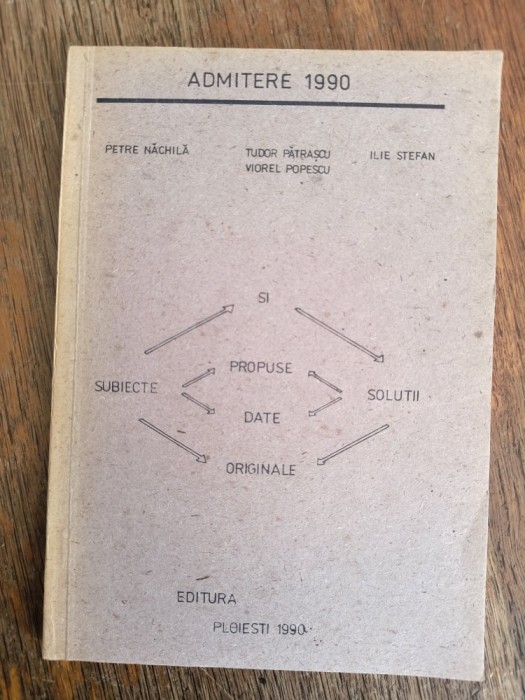 ADMITERE 1990
PETRE NĂCHILĂ
TUDOR PĂTRAȘCU
VIOREL POPESCU
ILIE STEFAN
SI
SUBIECTE
PROPUSE
DATE
SOLUTII
ORIGINALE
EDITURA
PLOIESTI 1990